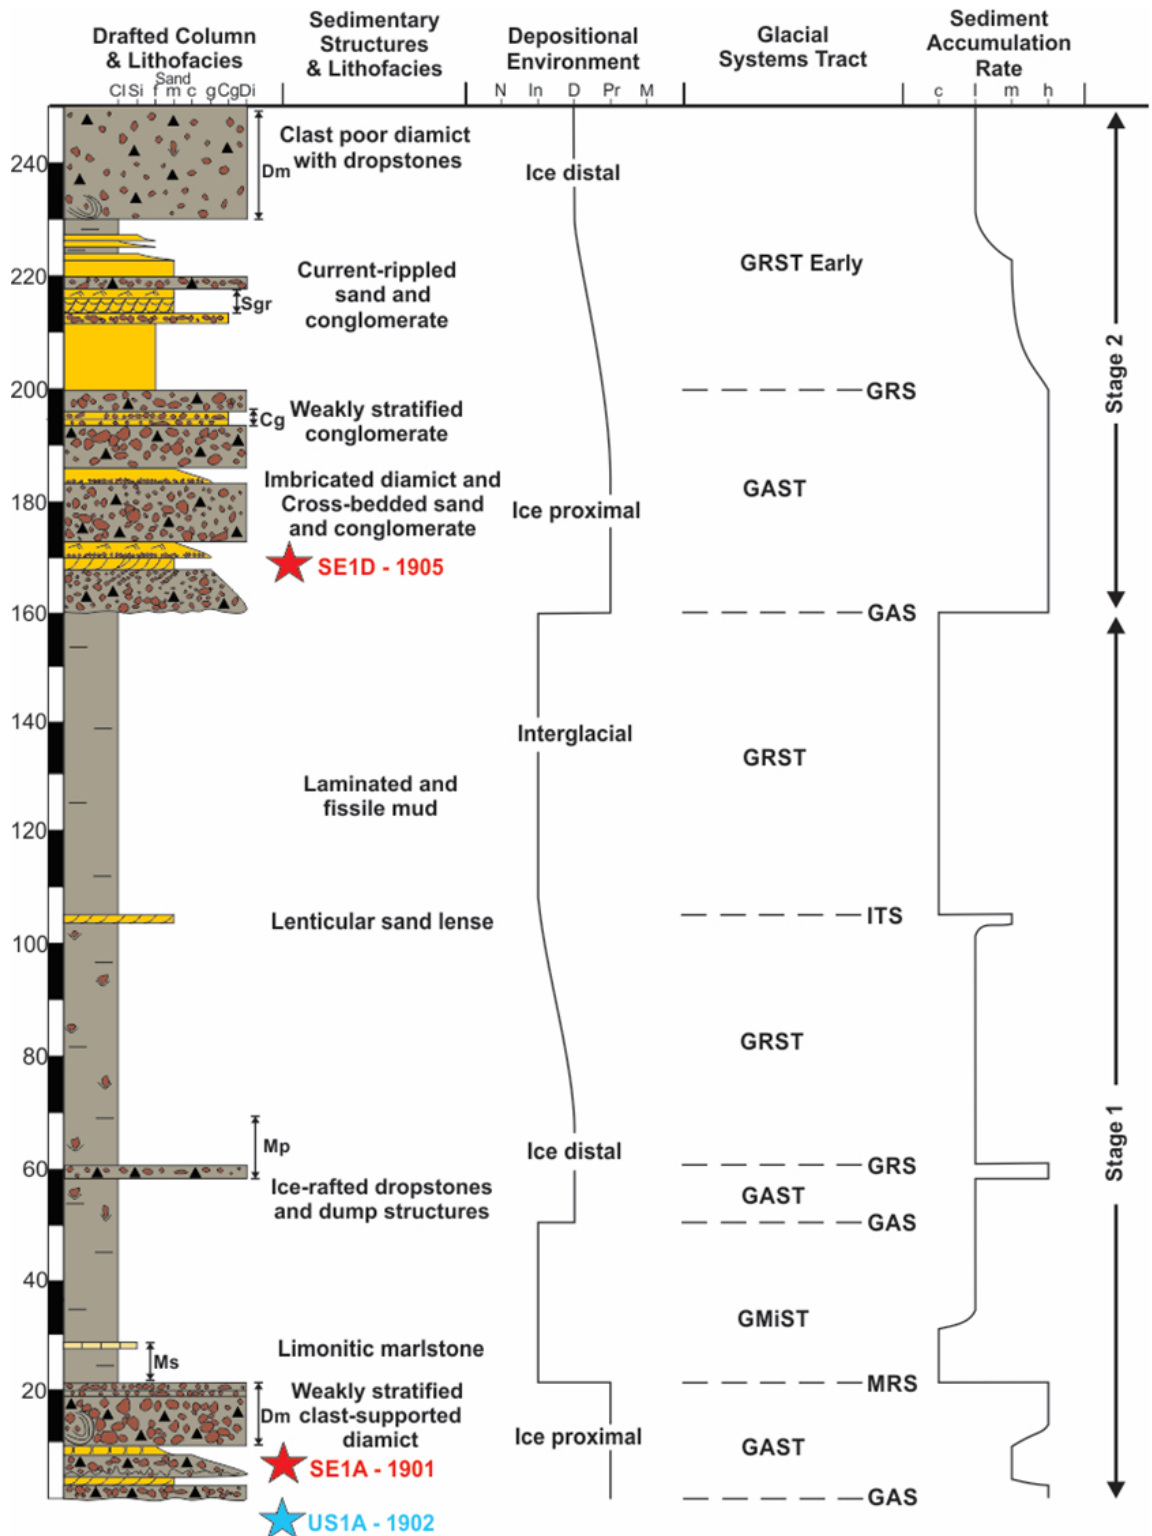 Drafted Column
& Lithofacies
Sedimentary
Structures
& Lithofacies
Depositional
Environment
Glacial
Systems Tract
Sediment
Accumulation
Rate
Sand
Cl Si f m c g Cg Di
N In D Pr M
c l m h
240
220
200
180
160
140
120
100
80
60
40
20
Dm
Sgr
Cg
Mp
Ms
Dm
Clast poor diamict
with dropstones
Current-rippled
sand and
conglomerate
Weakly stratified
conglomerate
Imbricated diamict and
Cross-bedded sand
and conglomerate
SE1D - 1905
Laminated and
fissile mud
Lenticular sand lense
Ice-rafted dropstones
and dump structures
Limonitic marlstone
Weakly stratified
clast-supported
diamict
SE1A - 1901
US1A - 1902
Ice distal
Ice proximal
Interglacial
Ice distal
Ice proximal
GRST Early
GRS
GAST
GAS
GRST
ITS
GRST
GRS
GAST
GAS
GMiST
MRS
GAST
GAS
Stage 2
Stage 1